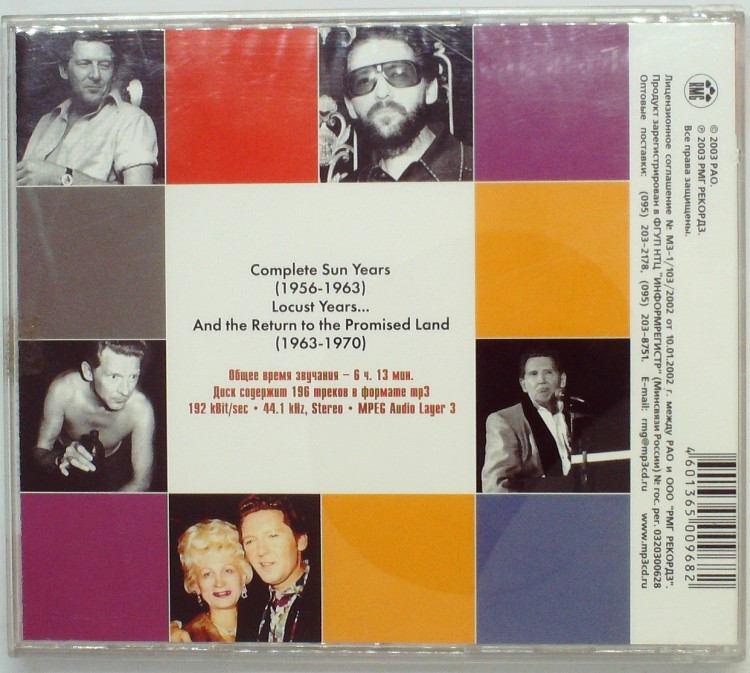 Complete Sun Years
(1956-1963)
Locust Years...
And the Return to the Promised Land
(1963-1970)
Общее время звучания – 6 ч. 13 мин.
Диск содержит 196 треков в формате mp3
192 kBit/sec • 44.1 kHz, Stereo • MPEG Audio Layer 3
RMG
© 2003 РАО.
℗ 2003 РМГ РЕКОРДЗ.
Все права защищены.
Лицензионное соглашение № МЗ-1/103/2002 от 10.01.2002 г. между РАО и ООО "РМГ РЕКОРДЗ".
Продукт зарегистрирован в ФГУП НТЦ "ИНФОРМРЕГИСТР" (Минсвязи России) № гос. рег. 0320300628
Оптовые поставки: (095) 203-2178, (095) 203-8751. E-mail: rmg@mp3cd.ru www.mp3cd.ru
4 601365 009682